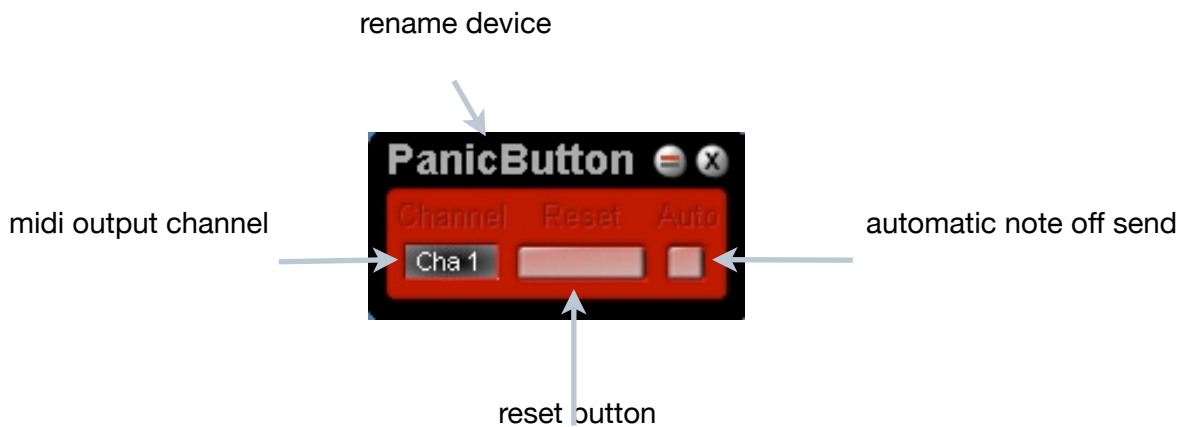 rename device
PanicButton
midi output channel
Channel Reset Auto
automatic note off send
Cha 1
reset button